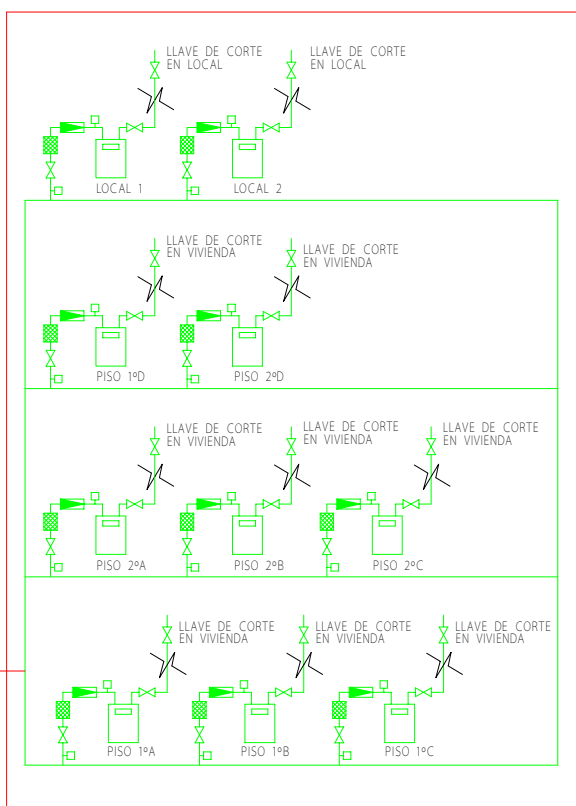 LLAVE DE CORTE
EN LOCAL
LLAVE DE CORTE
EN LOCAL
LOCAL 1
LOCAL 2
LLAVE DE CORTE
EN VIVIENDA
LLAVE DE CORTE
EN VIVIENDA
PISO 1ºD
PISO 2ºD
LLAVE DE CORTE
EN VIVIENDA
LLAVE DE CORTE
EN VIVIENDA
LLAVE DE CORTE
EN VIVIENDA
PISO 2ºA
PISO 2ºB
PISO 2ºC
LLAVE DE CORTE
EN VIVIENDA
LLAVE DE CORTE
EN VIVIENDA
LLAVE DE CORTE
EN VIVIENDA
PISO 1ºA
PISO 1ºB
PISO 1ºC